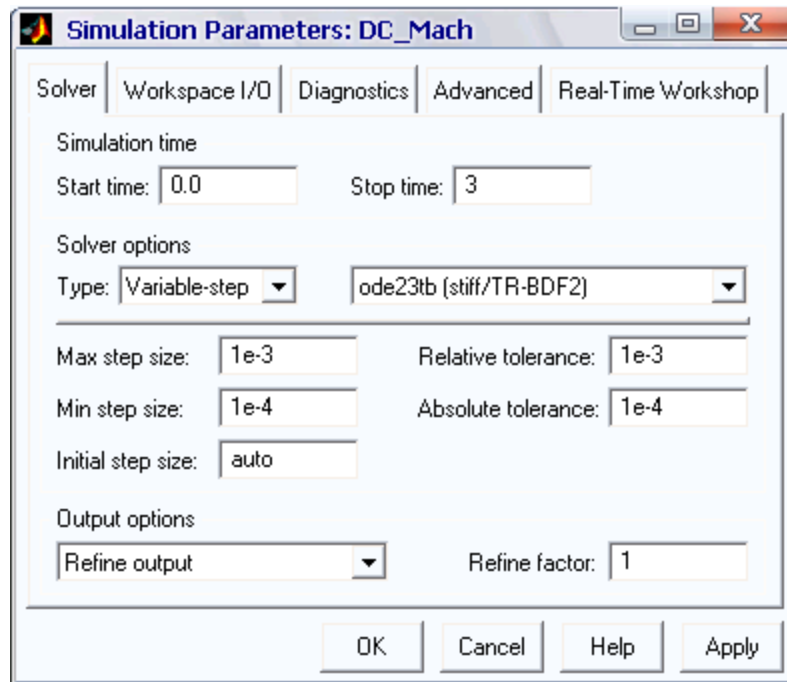 Simulation Parameters: DC_Mach
Solver Workspace I/O Diagnostics Advanced Real-Time Workshop
Simulation time
Start time: 0.0 Stop time: 3
Solver options
Type: Variable-step ode23tb (stiff/TR-BDF2)
Max step size: 1e-3 Relative tolerance: 1e-3
Min step size: 1e-4 Absolute tolerance: 1e-4
Initial step size: auto
Output options
Refine output Refine factor: 1
OK Cancel Help Apply